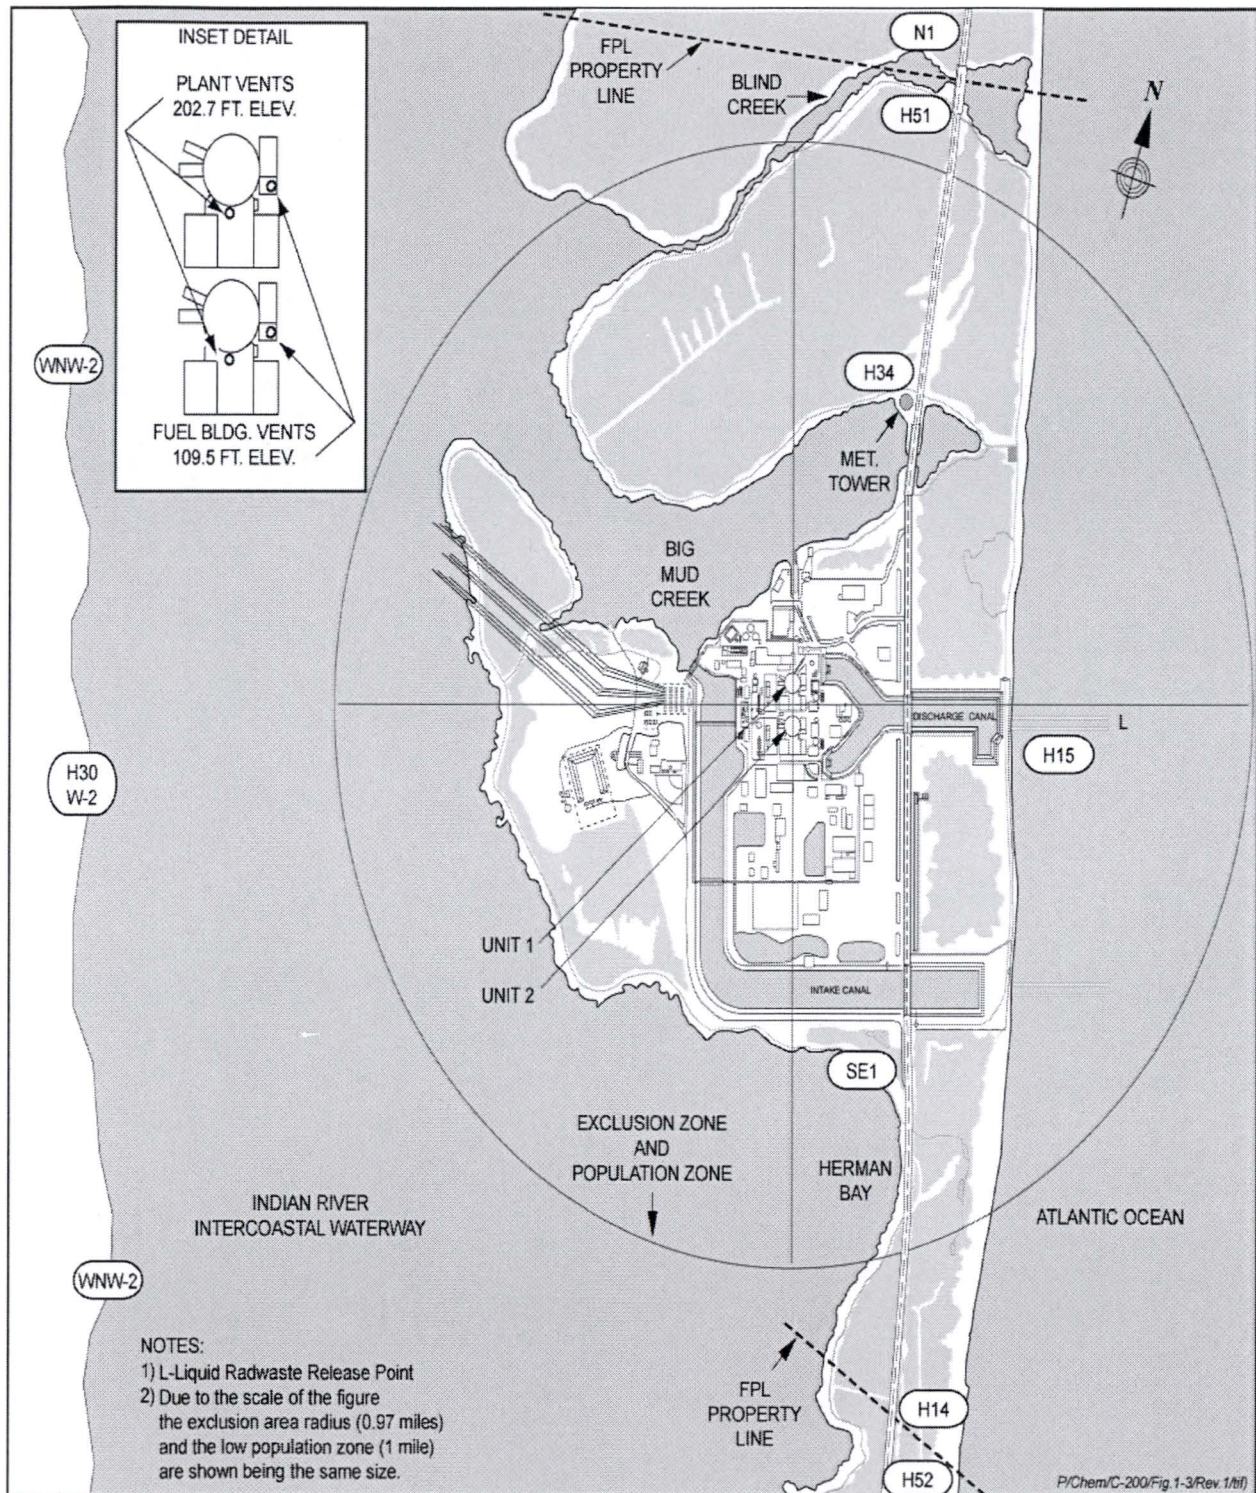 INSET DETAIL
PLANT VENTS
202.7 FT. ELEV.
FUEL BLDG. VENTS
109.5 FT. ELEV.
FPL
PROPERTY
LINE
BLIND
CREEK
N1
H51
N
WNW-2
H34
MET.
TOWER
BIG
MUD
CREEK
DISCHARGE CANAL
L
H15
H30
W-2
UNIT 1
UNIT 2
INTAKE CANAL
SE1
EXCLUSION ZONE
AND
POPULATION ZONE
HERMAN
BAY
INDIAN RIVER
INTERCOASTAL WATERWAY
ATLANTIC OCEAN
WNW-2
NOTES:
1) L-Liquid Radwaste Release Point
2) Due to the scale of the figure
the exclusion area radius (0.97 miles)
and the low population zone (1 mile)
are shown being the same size.
FPL
PROPERTY
LINE
H14
H52
P/Chem/C-200/Fig.1-3/Rev.1/tif)